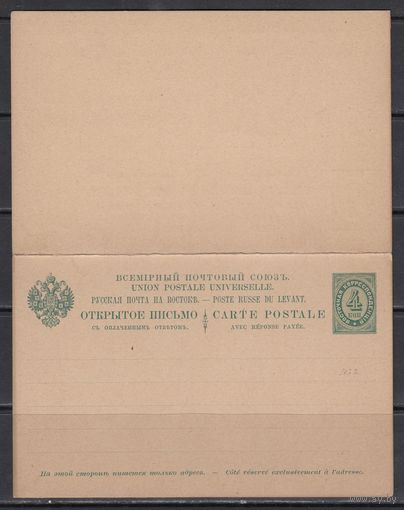 ВСЕМІРНЫЙ ПОЧТОВЫЙ СОЮЗЪ.
UNION POSTALE UNIVERSELLE.
РУССКАЯ ПОЧТА НА ВОСТОКѢ. — POSTE RUSSE DU LEVANT.
ОТКРЫТОЕ ПИСЬМО CARTE POSTALE
СЪ ОПЛАЧЕННЫМЪ ОТВѢТОМЪ. AVEC RÉPONSE PAYÉE.
4
КОП.
На этой сторонѣ пишется только адресъ. — Côté réservé exclusivement à l'adresse.